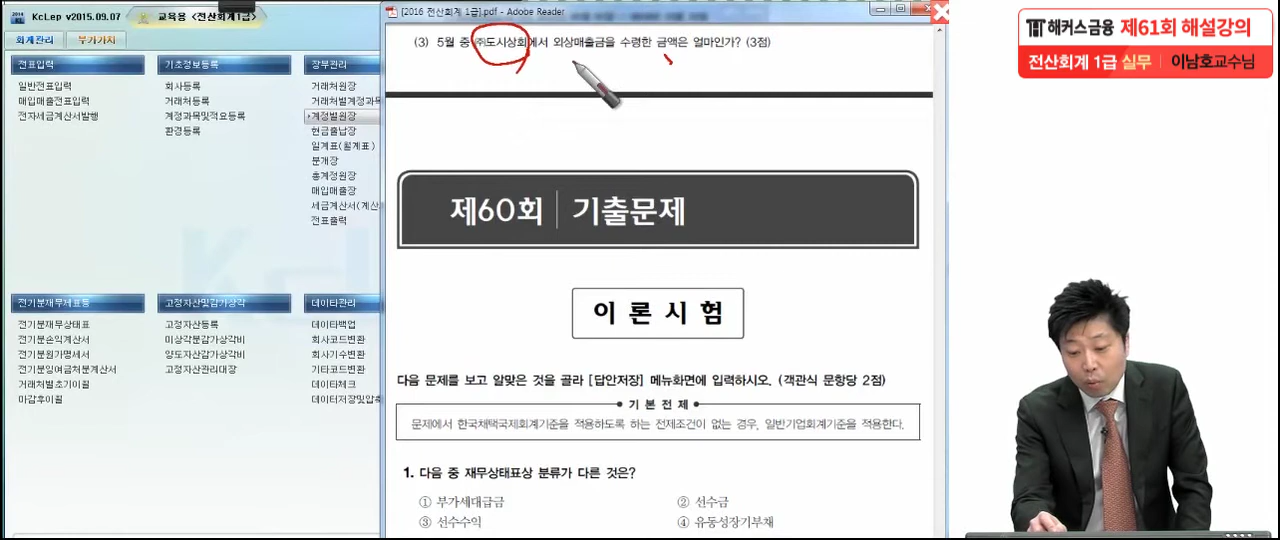 KcLep v2015.09.07
교육용 <전산회계1급>
회계관리
부가가치
전표입력
일반전표입력
매입매출전표입력
전자세금계산서발행
기초정보등록
회사등록
거래처등록
계정과목및적요등록
환경등록
장부관리
거래처원장
거래처별계정과목
계정별원장
현금출납장
일계표(월계표)
분개장
총계정원장
매입매출장
세금계산서(계산
전표출력
전기분재무제표등
전기분재무상태표
전기분손익계산서
전기분원가명세서
전기분잉여금처분계산서
거래처별초기이월
마감후이월
고정자산및감가상각
고정자산등록
미상각분감가상각비
양도자산감가상각비
고정자산관리대장
데이타관리
데이타백업
회사코드변환
회사기수변환
기타코드변환
데이타체크
데이터저장및압축
[2016 전산회계 1급].pdf - Adobe Reader
(3) 5월 중 ㈜도시상회에서 외상매출금을 수령한 금액은 얼마인가? (3점)
제60회 기출문제
이론시험
다음 문제를 보고 알맞은 것을 골라 [답안저장] 메뉴화면에 입력하시오. (객관식 문항당 2점)
기본전제
문제에서 한국채택국제회계기준을 적용하도록 하는 전제조건이 없는 경우, 일반기업회계기준을 적용한다.
1. 다음 중 재무상태표상 분류가 다른 것은?
① 부가세대급금
② 선수금
③ 선수수익
④ 유동성장기부채
해커스금융 제61회 해설강의
전산회계 1급 실무 이남호교수님